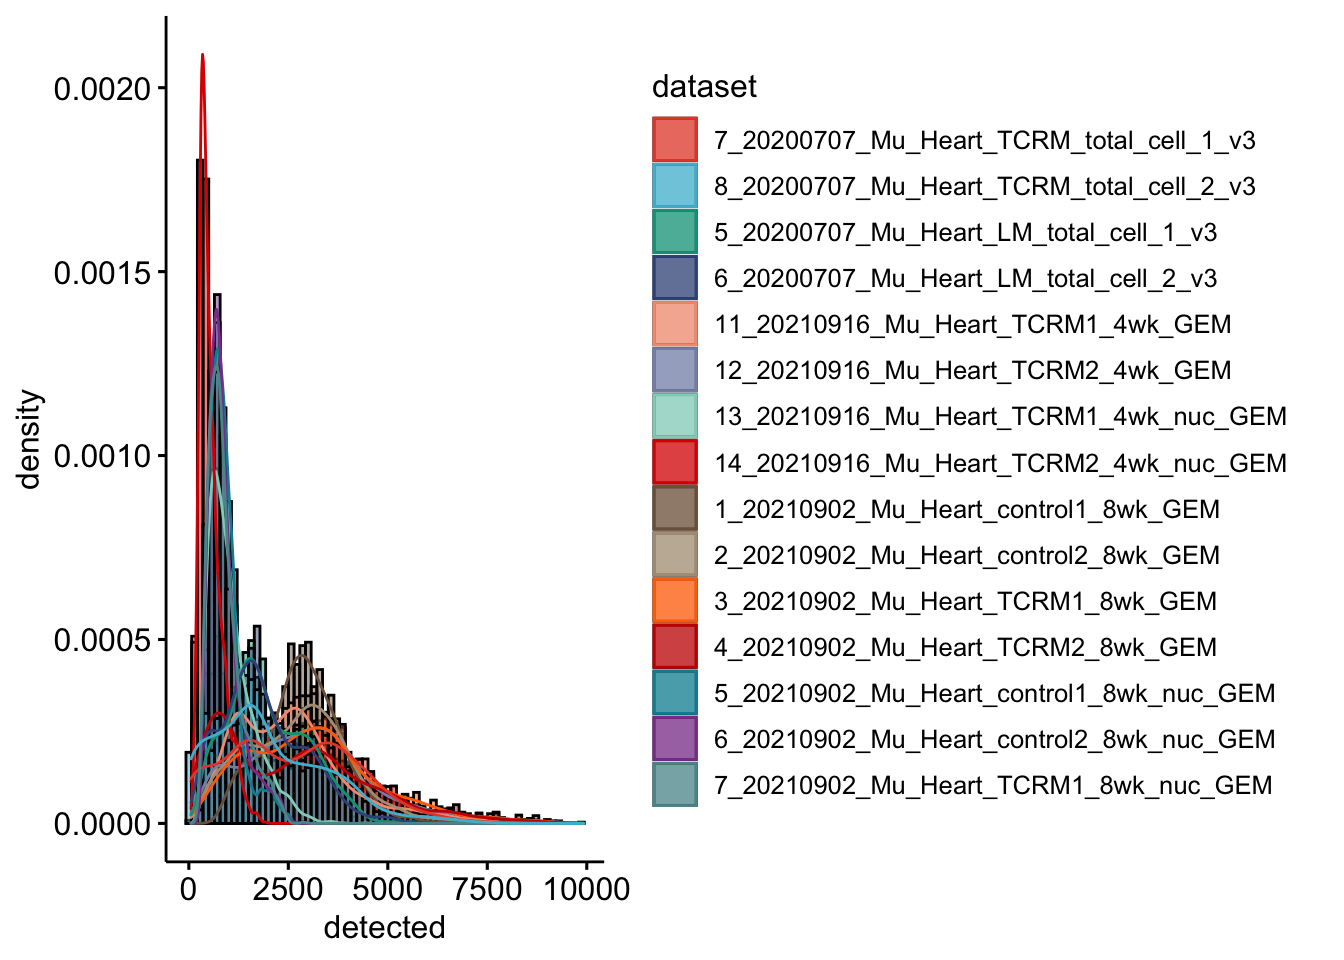 density
0.0020
0.0015
0.0010
0.0005
0.0000
0 2500 5000 7500 10000
detected
dataset
7_20200707_Mu_Heart_TCRM_total_cell_1_v3
8_20200707_Mu_Heart_TCRM_total_cell_2_v3
5_20200707_Mu_Heart_LM_total_cell_1_v3
6_20200707_Mu_Heart_LM_total_cell_2_v3
11_20210916_Mu_Heart_TCRM1_4wk_GEM
12_20210916_Mu_Heart_TCRM2_4wk_GEM
13_20210916_Mu_Heart_TCRM1_4wk_nuc_GEM
14_20210916_Mu_Heart_TCRM2_4wk_nuc_GEM
1_20210902_Mu_Heart_control1_8wk_GEM
2_20210902_Mu_Heart_control2_8wk_GEM
3_20210902_Mu_Heart_TCRM1_8wk_GEM
4_20210902_Mu_Heart_TCRM2_8wk_GEM
5_20210902_Mu_Heart_control1_8wk_nuc_GEM
6_20210902_Mu_Heart_control2_8wk_nuc_GEM
7_20210902_Mu_Heart_TCRM1_8wk_nuc_GEM